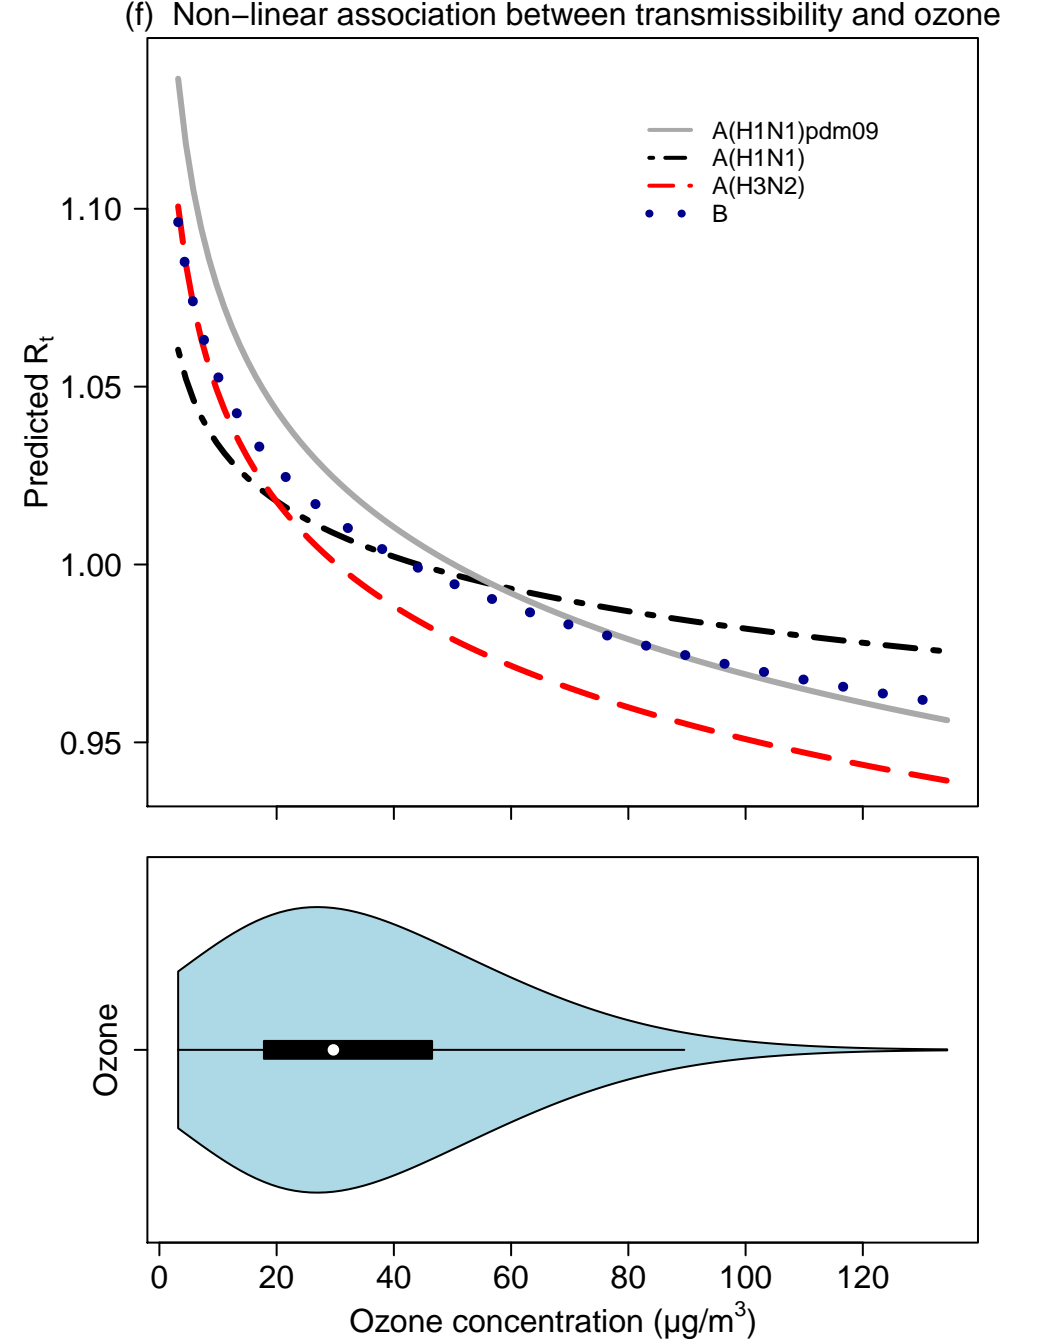 (f) Non−linear association between transmissibility and ozone
A(H1N1)pdm09
A(H1N1)
A(H3N2)
B
1.10
1.05
1.00
0.95
Predicted Rt
Ozone
0 20 40 60 80 100 120
Ozone concentration (µg/m³)